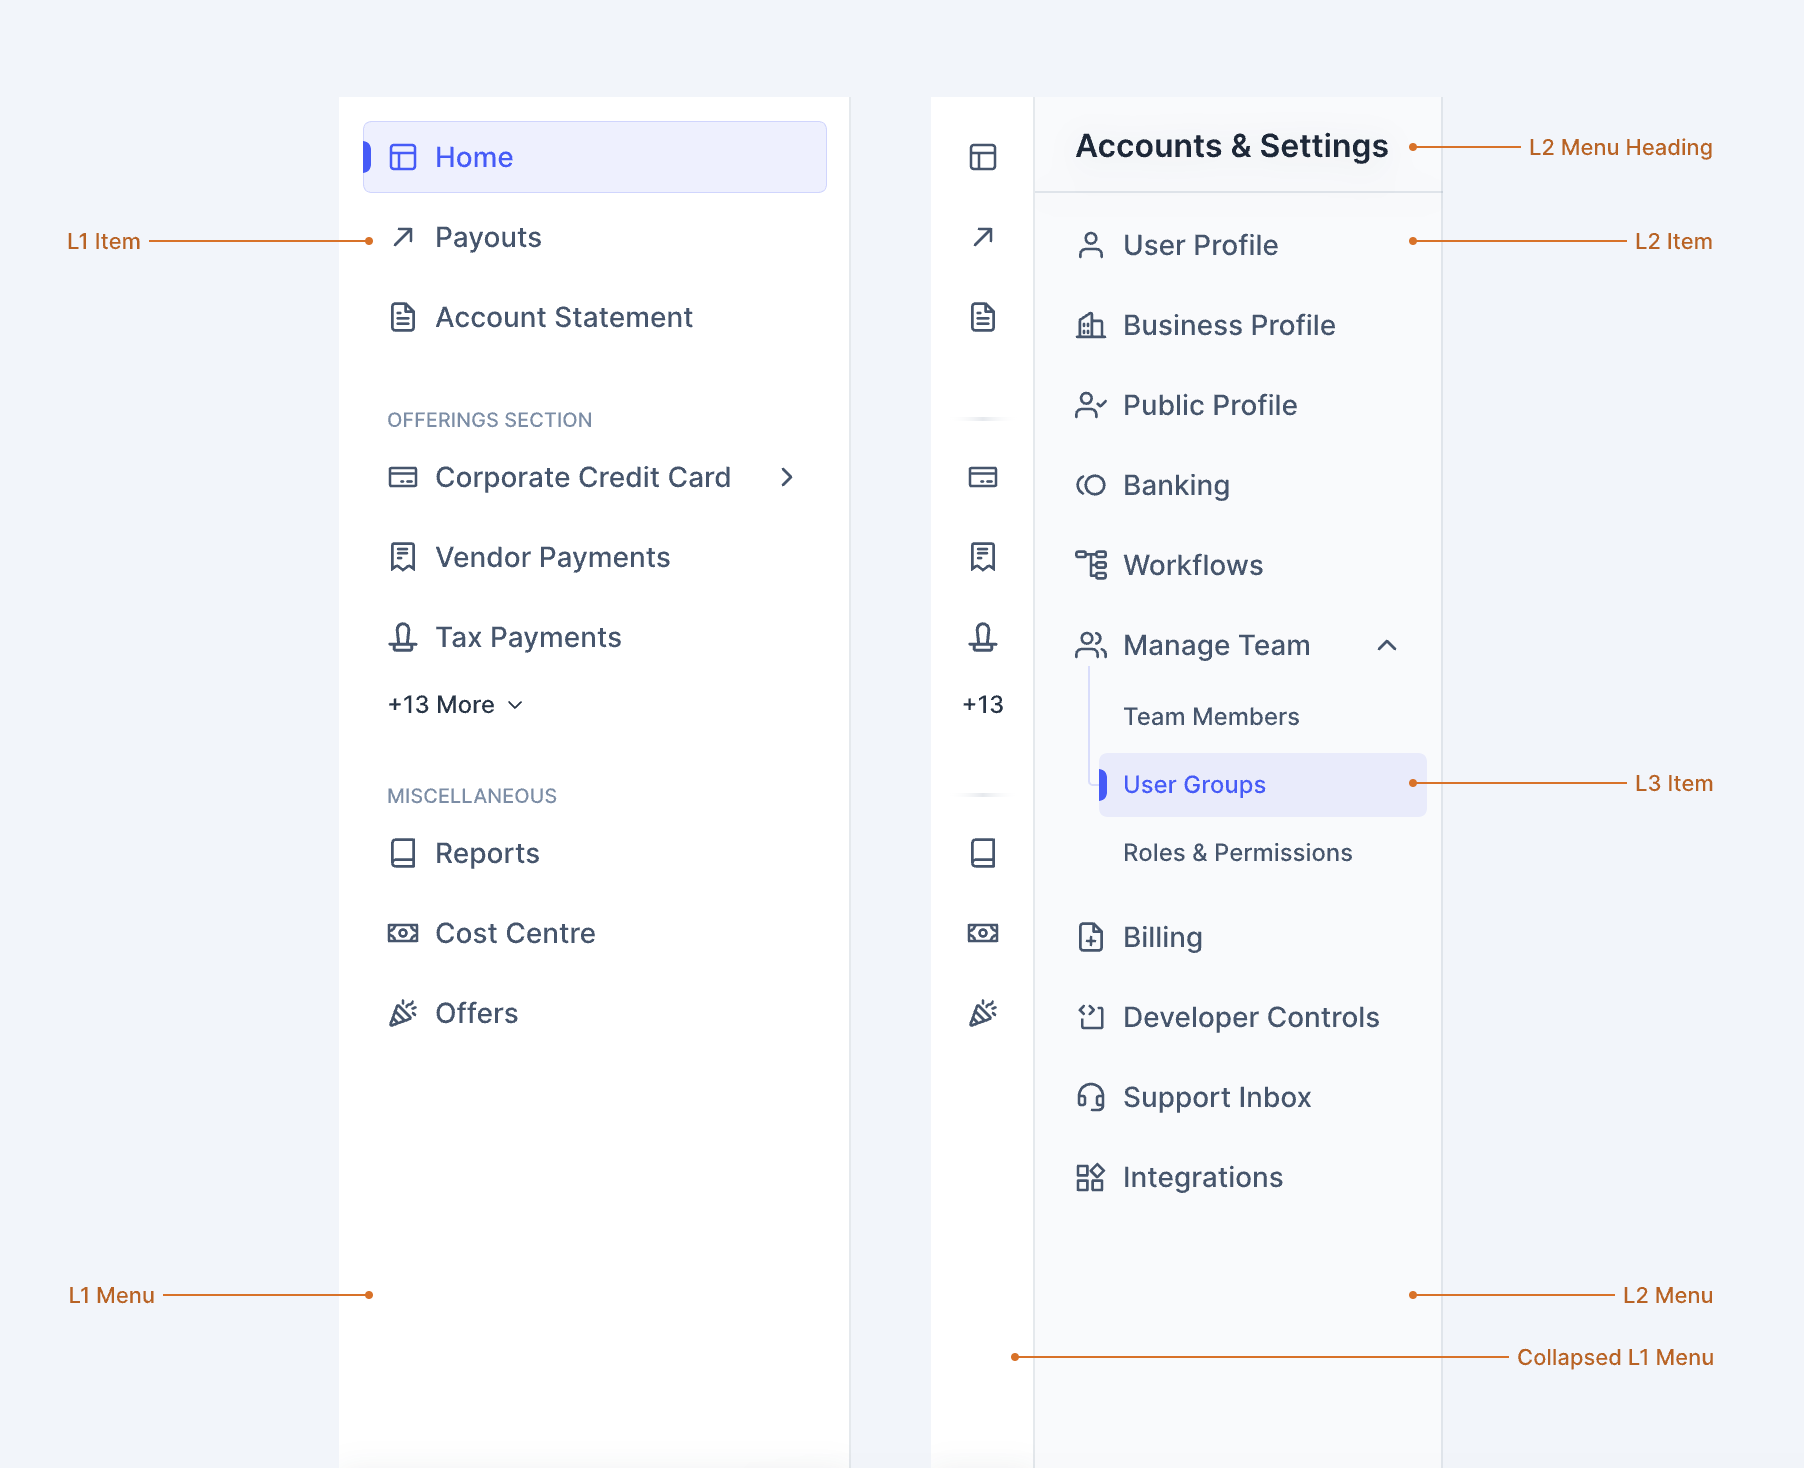 Home
Payouts
Account Statement
OFFERINGS SECTION
Corporate Credit Card
Vendor Payments
Tax Payments
+13 More
MISCELLANEOUS
Reports
Cost Centre
Offers
L1 Item
L1 Menu
+13
Accounts & Settings
User Profile
Business Profile
Public Profile
Banking
Workflows
Manage Team
Team Members
User Groups
Roles & Permissions
Billing
Developer Controls
Support Inbox
Integrations
L2 Menu Heading
L2 Item
L3 Item
L2 Menu
Collapsed L1 Menu